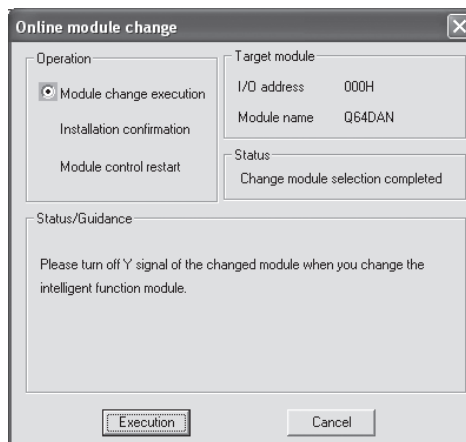 Online module change
Operation
Module change execution
Installation confirmation
Module control restart
Target module
I/O address 000H
Module name Q64DAN
Status
Change module selection completed
Status/Guidance
Please turn off Y signal of the changed module when you change the
intelligent function module.
Execution Cancel